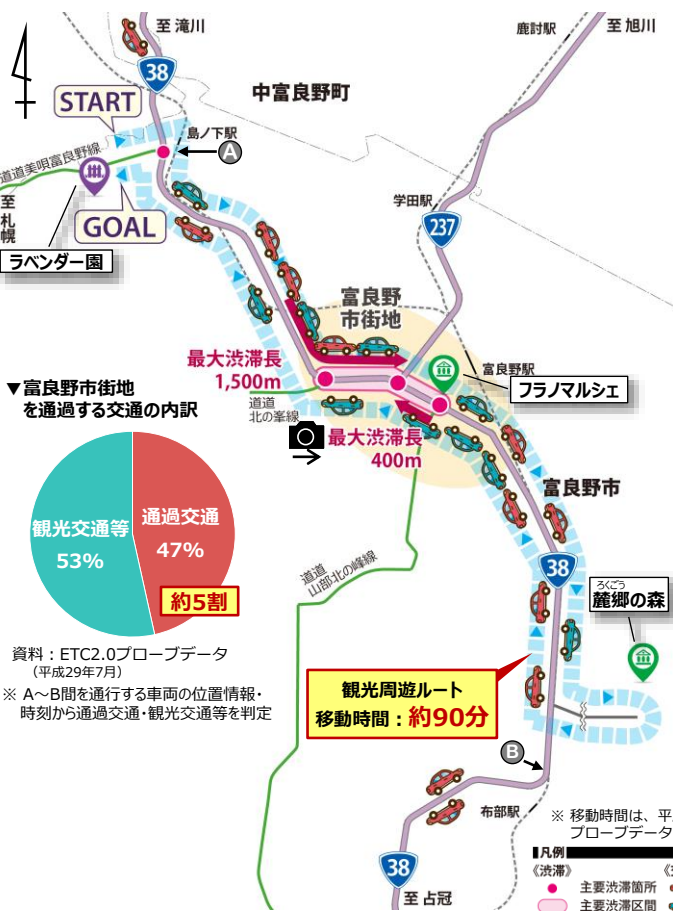 至 滝川
鹿討駅
至 旭川
38
中富良野町
START
島ノ下駅
A
道道美唄富良野線
至札幌
GOAL
学田駅
237
ラベンダー園
富良野
市街地
最大渋滞長
1,500m
富良野駅
フラノマルシェ
▼富良野市街地
を通過する交通の内訳
道道
北の峯線
最大渋滞長
400m
富良野市
観光交通等
53%
通過交通
47%
約5割
38
道道
山部北の峰線
ろくごう
麓郷の森
資料：ETC2.0プローブデータ
（平成29年7月）
※ A～B間を通行する車両の位置情報・
時刻から通過交通・観光交通等を判定
観光周遊ルート
移動時間：約90分
B
布部駅
※ 移動時間は、平
プローブデータ
38
至 占冠
凡例
《渋滞》
主要渋滞箇所
主要渋滞区間